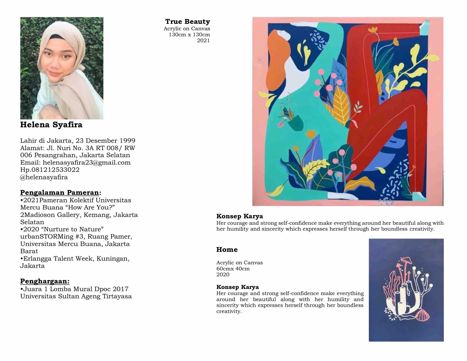 Helena Syafira
Lahir di Jakarta, 23 Desember 1999
Alamat: Jl. Nuri No. 3A RT 008/ RW
006 Pesangrahan, Jakarta Selatan
Email: helenasyafira23@gmail.com
Hp.081212533022
@helenasyafira
Pengalaman Pameran:
•2021Pameran Kolektif Universitas
Mercu Buana “How Are You?”
2Madioson Gallery, Kemang, Jakarta
Selatan
•2020 “Nurture to Nature”
urbanSTORMing #3, Ruang Pamer,
Universitas Mercu Buana, Jakarta
Barat
•Erlangga Talent Week, Kuningan,
Jakarta
Penghargaan:
•Juara 1 Lomba Mural Dpoc 2017
Universitas Sultan Ageng Tirtayasa
True Beauty
Acrylic on Canvas
130cm x 130cm
2021
Konsep Karya
Her courage and strong self-confidence make everything around her beautiful along with
her humility and sincerity which expresses herself through her boundless creativity.
Home
Acrylic on Canvas
60cmx 40cm
2020
Konsep Karya
Her courage and strong self-confidence make everything
around her beautiful along with her humility and
sincerity which expresses herself through her boundless
creativity.